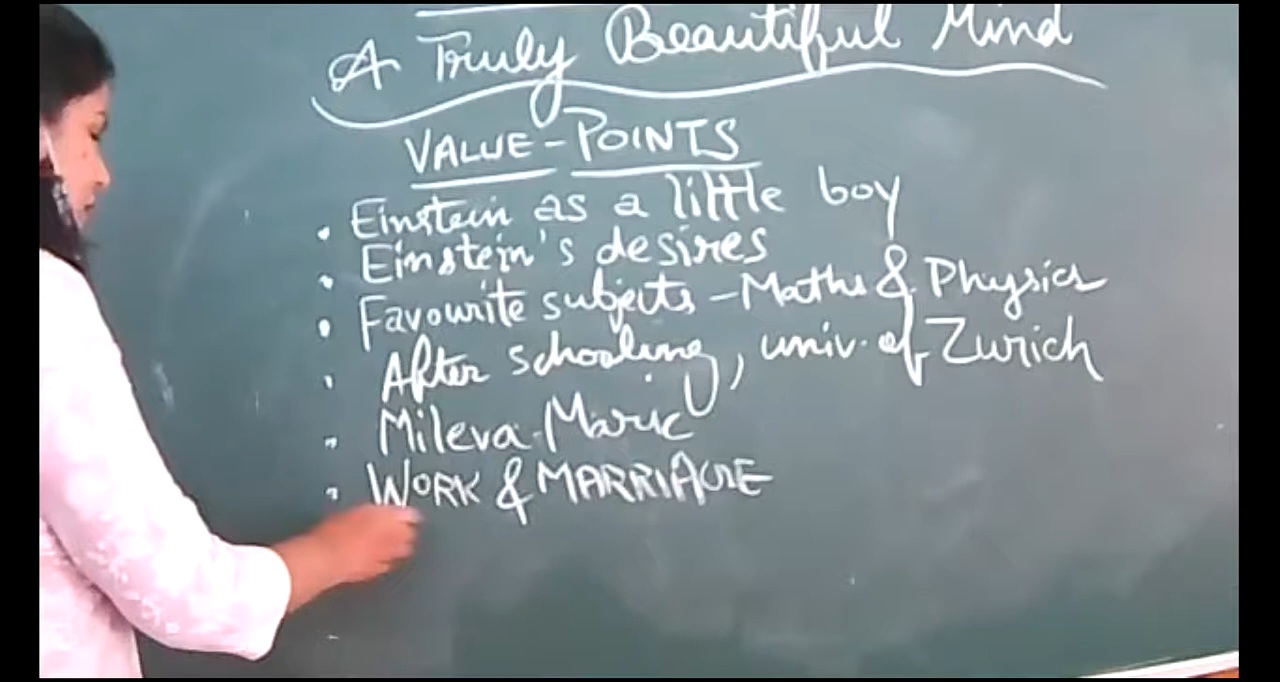 A Truly Beautiful Mind
VALUE-POINTS
• Einstein as a little boy
• Einstein's desires
• Favourite subjects - Maths & Physics
• After schooling, univ. of Zurich
• Mileva Maric
• WORK & MARRIAGE